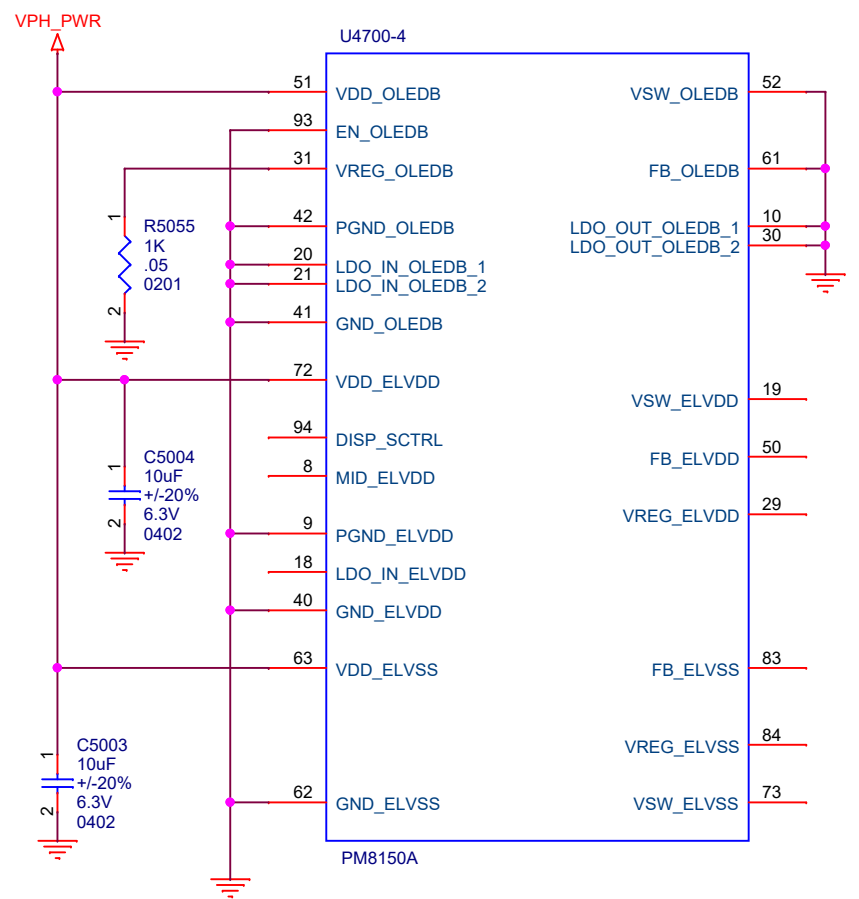 VPH_PWR
U4700-4
51 VDD_OLEDB
VSW_OLEDB 52
93 EN_OLEDB
31 VREG_OLEDB
FB_OLEDB 61
1
R5055
1K
.05
0201
2
42 PGND_OLEDB
LDO_OUT_OLEDB_1 10
LDO_OUT_OLEDB_2 30
20 LDO_IN_OLEDB_1
21 LDO_IN_OLEDB_2
41 GND_OLEDB
72 VDD_ELVDD
VSW_ELVDD 19
94 DISP_SCTRL
FB_ELVDD 50
8 MID_ELVDD
1
C5004
10uF
+/-20%
6.3V
0402
2
VREG_ELVDD 29
9 PGND_ELVDD
18 LDO_IN_ELVDD
40 GND_ELVDD
63 VDD_ELVSS
FB_ELVSS 83
VREG_ELVSS 84
1
C5003
10uF
+/-20%
6.3V
0402
2
62 GND_ELVSS
VSW_ELVSS 73
PM8150A